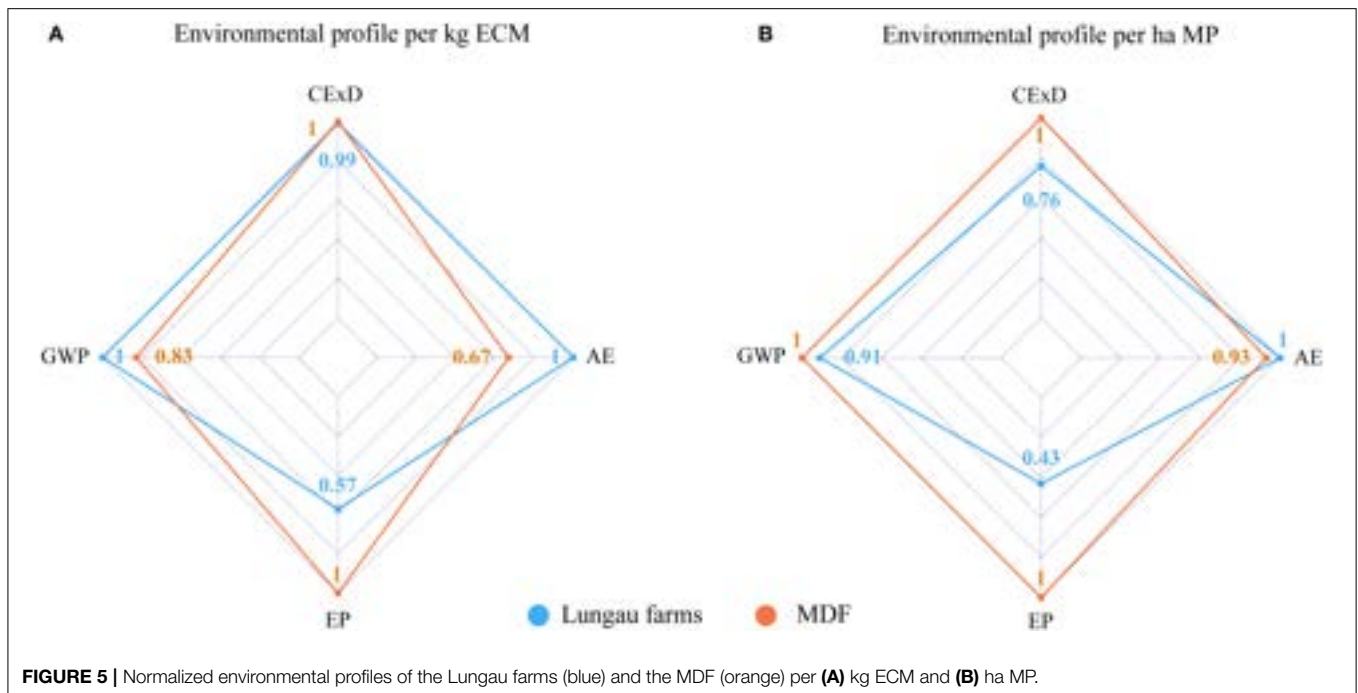 A Environmental profile per kg ECM
CExD
1
0.99
GWP
1
0.83
0.67
1
AE
0.57
1
EP
B Environmental profile per ha MP
CExD
1
0.76
GWP
1
0.91
0.93
1
AE
0.43
1
EP
Lungau farms MDF
FIGURE 5 | Normalized environmental profiles of the Lungau farms (blue) and the MDF (orange) per (A) kg ECM and (B) ha MP.